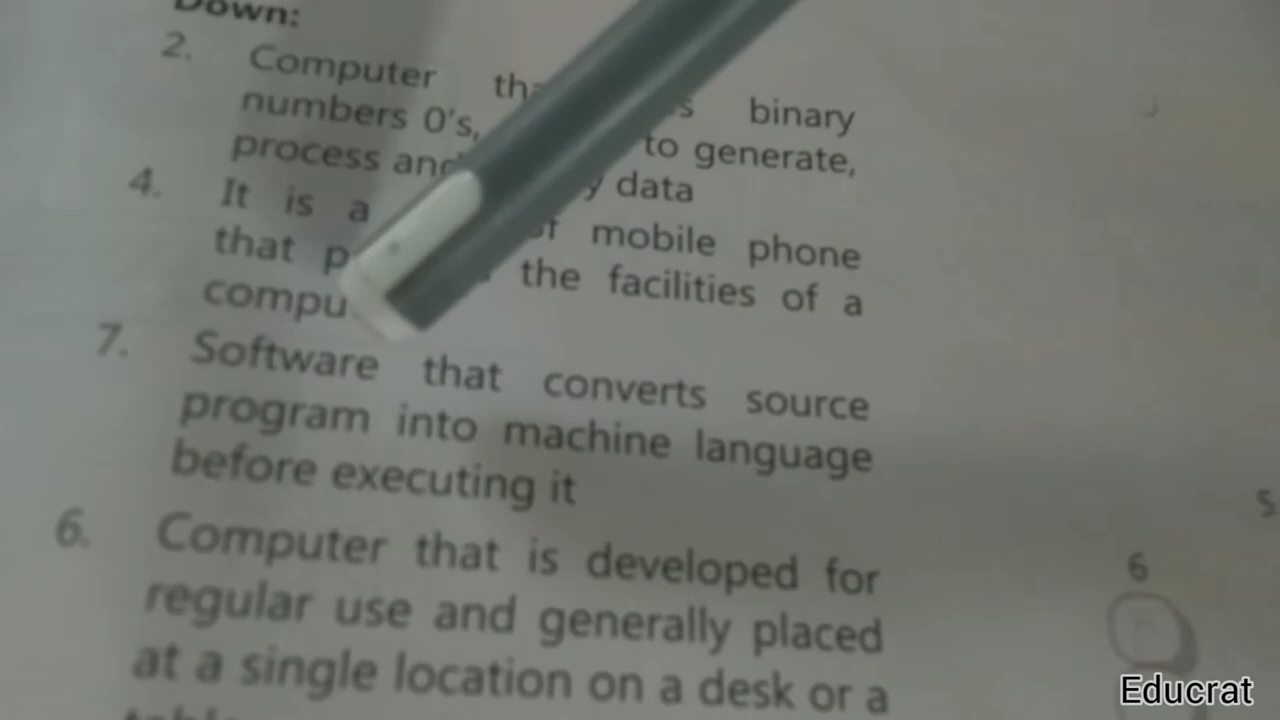 Down:
2. Computer binary
numbers 0's, to generate,
process and data
4. It is a of mobile phone
that the facilities of a
7. Software that converts source
program into machine language
before executing it
6. Computer that is developed for
regular use and generally placed
at a single location on a desk or a
6
Educrat